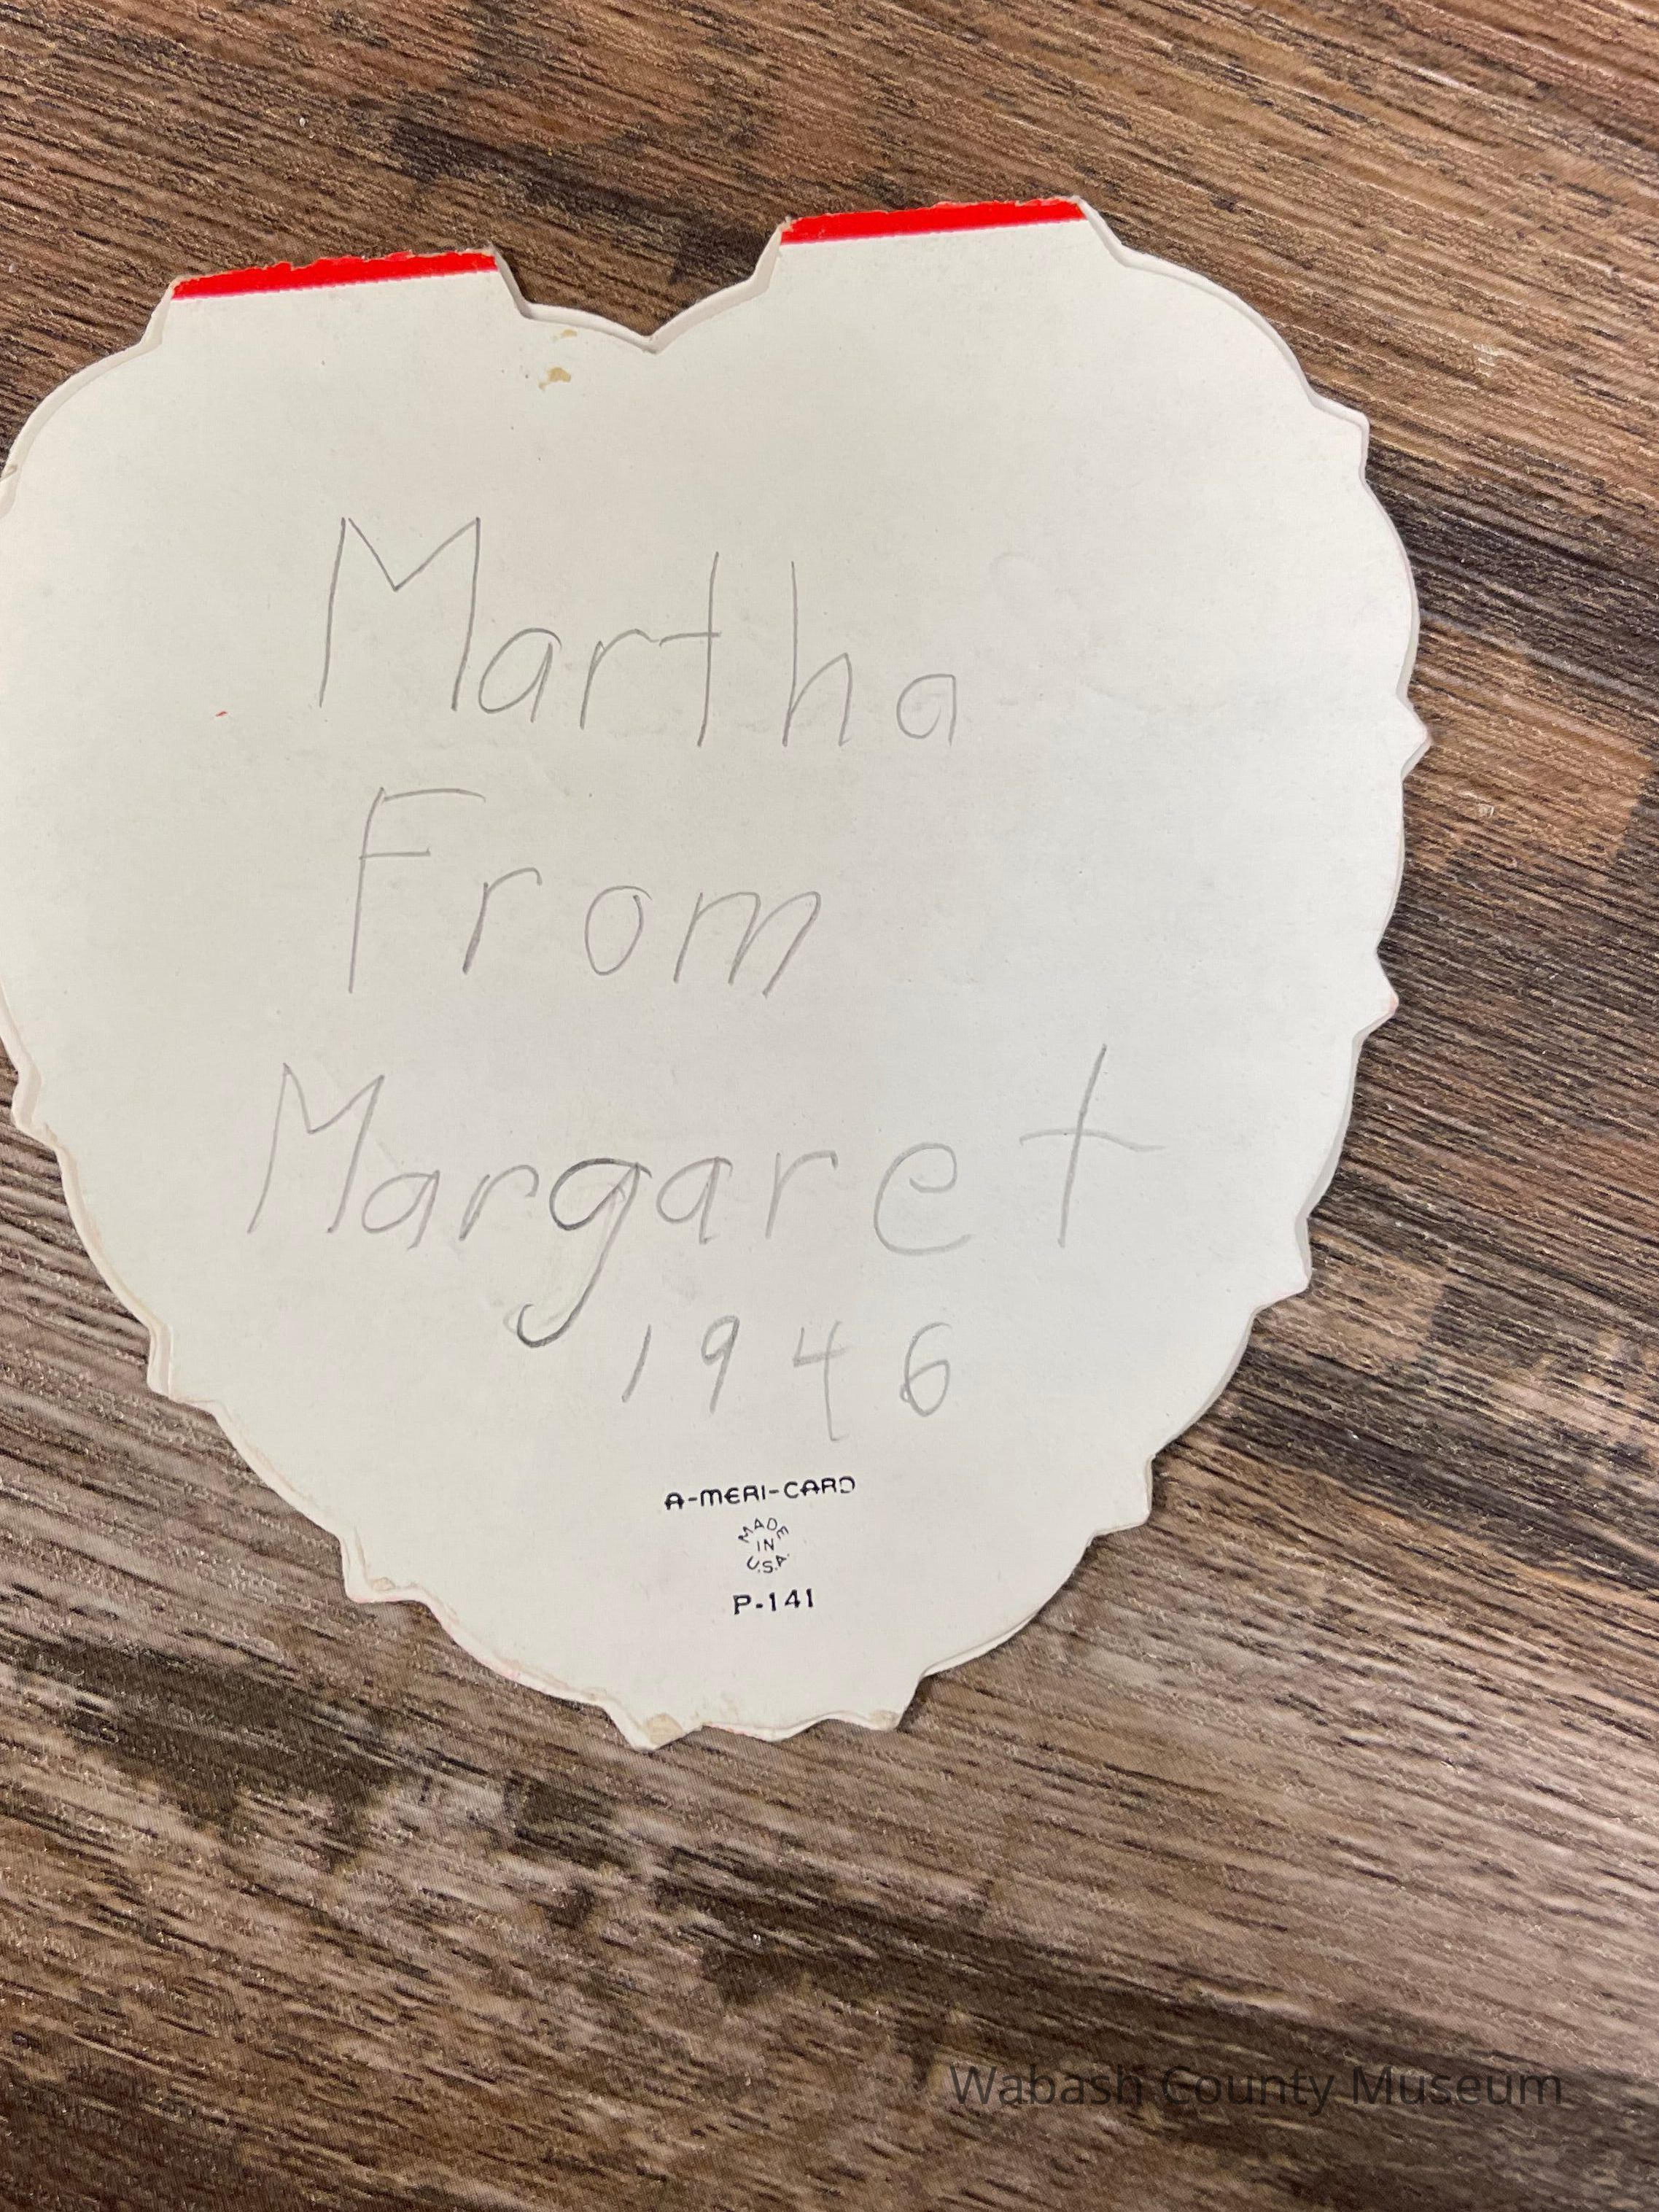 Martha
From
Margaret
1946
A-MERI-CARD
MADE
IN
U.S.A.
P-141
Wabash County Museum